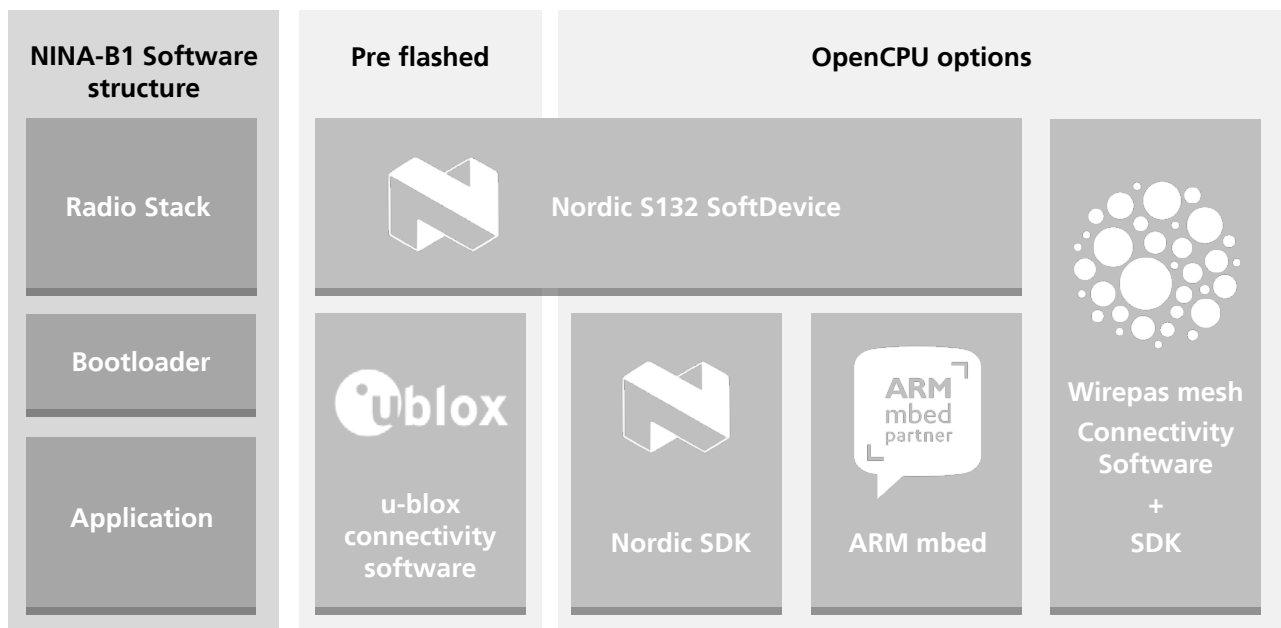 NINA-B1 Software
structure
Pre flashed
OpenCPU options
Radio Stack
Nordic S132 SoftDevice
Bootloader
Application
ublox
u-blox
connectivity
software
Nordic SDK
ARM
mbed
partner
ARM mbed
Wirepas mesh
Connectivity
Software
+
SDK